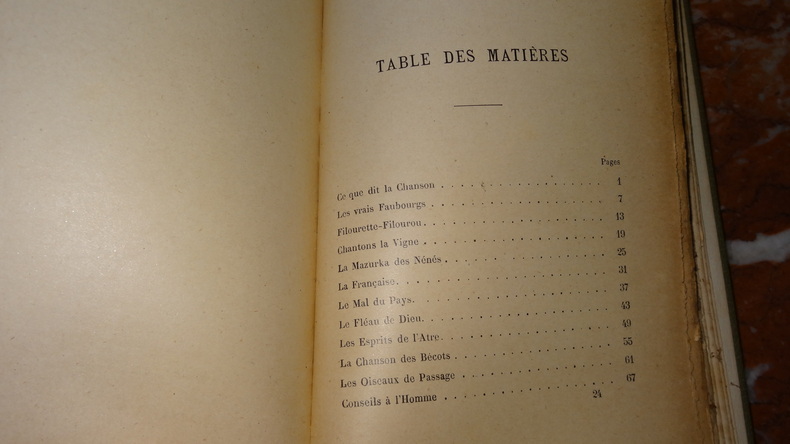 TABLE DES MATIÈRES
Pages
Ce que dit la Chanson . . . . . . . . . . . . . . . . 1
Les vrais Faubourgs . . . . . . . . . . . . . . . . 7
Filourette-Filourou. . . . . . . . . . . . . . . . 13
Chantons la Vigne . . . . . . . . . . . . . . . . 19
La Mazurka des Nénés . . . . . . . . . . . . . . . . 25
La Française. . . . . . . . . . . . . . . . 31
Le Mal du Pays. . . . . . . . . . . . . . . . 37
Le Fléau de Dieu. . . . . . . . . . . . . . . . 43
Les Esprits de l'Atre. . . . . . . . . . . . . . . . 49
La Chanson des Bécots . . . . . . . . . . . . . . . . 55
Les Oiseaux de Passage . . . . . . . . . . . . . . . . 61
Conseils à l'Homme . . . . . . . . . . . . . . . . 67
24